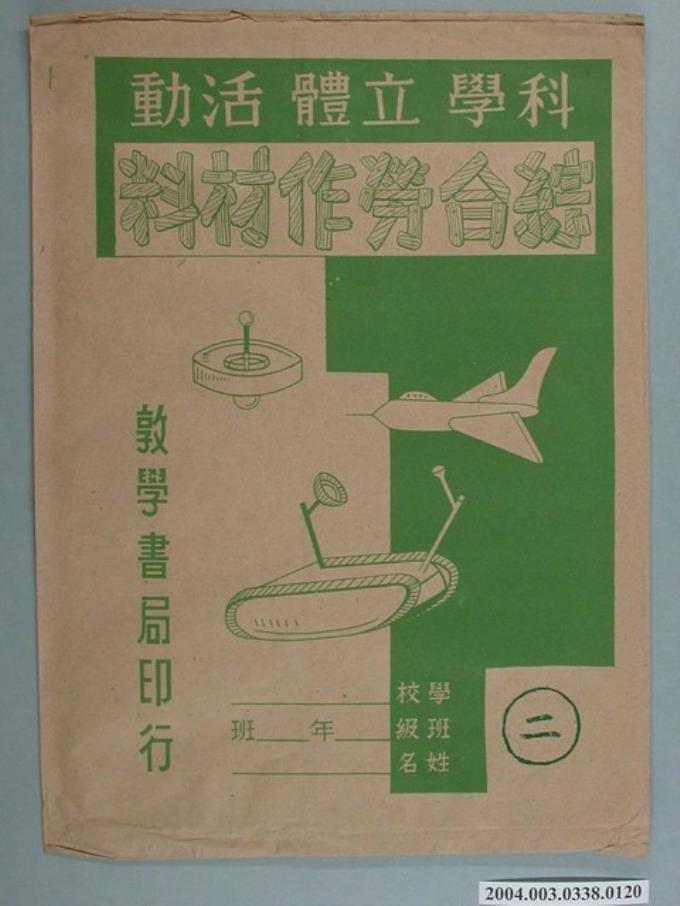 科學 立體 活動
綜合勞作材料
敦學書局印行
學校
班級 年 班
姓名
二
2004.003.0338.0120